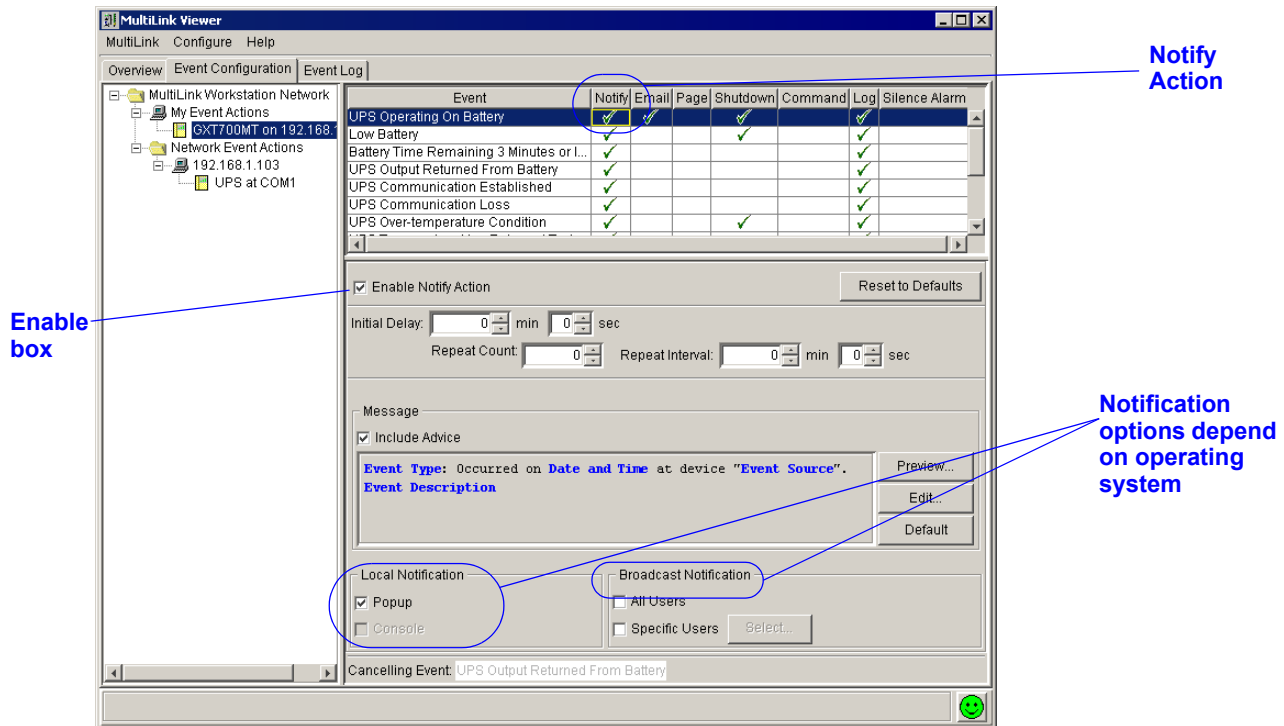 MultiLink Viewer
MultiLink Configure Help
Overview Event Configuration Event Log
MultiLink Workstation Network
My Event Actions
GXT700MT on 192.168.
Network Event Actions
192.168.1.103
UPS at COM1
Event Notify Email Page Shutdown Command Log Silence Alarm
UPS Operating On Battery
Low Battery
Battery Time Remaining 3 Minutes or l...
UPS Output Returned From Battery
UPS Communication Established
UPS Communication Loss
UPS Over-temperature Condition
Enable Notify Action Reset to Defaults
Initial Delay: 0 min 0 sec
Repeat Count: 0 Repeat Interval: 0 min 0 sec
Message
Include Advice
Event Type: Occurred on Date and Time at device "Event Source".
Event Description
Preview...
Edit...
Default
Local Notification
Popup
Console
Broadcast Notification
All Users
Specific Users Select...
Cancelling Event: UPS Output Returned From Battery
Notify
Action
Enable
box
Notification
options depend
on operating
system